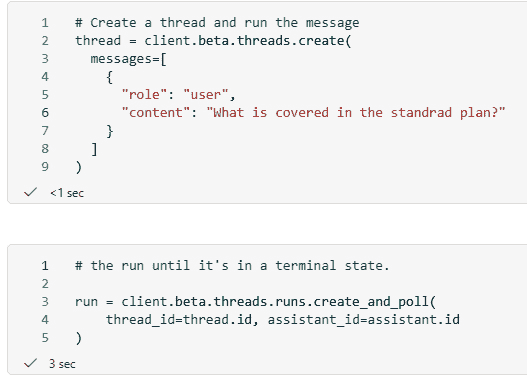 1 # Create a thread and run the message
2 thread = client.beta.threads.create(
3 messages=[
4 {
5 "role": "user",
6 "content": "What is covered in the standrad plan?"
7 }
8 ]
9 )
<1 sec
1 # the run until it's in a terminal state.
2
3 run = client.beta.threads.runs.create_and_poll(
4 thread_id=thread.id, assistant_id=assistant.id
5 )
3 sec